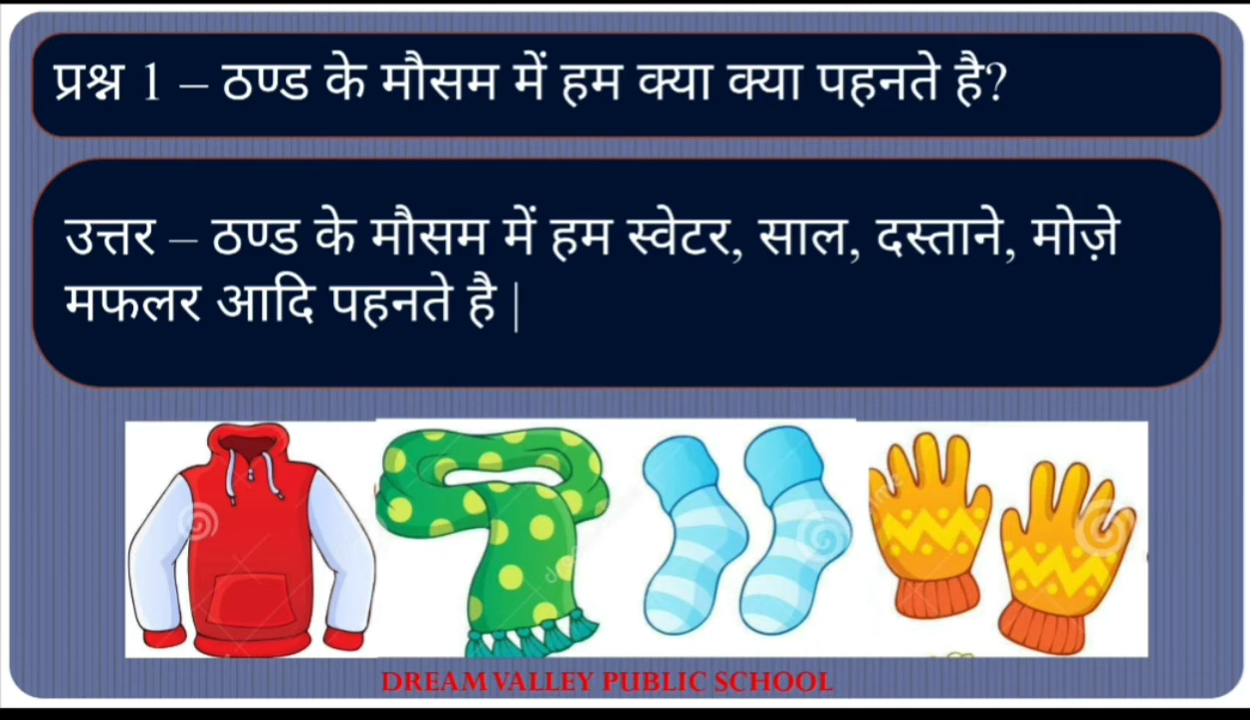 प्रश्न 1 – ठण्ड के मौसम में हम क्या क्या पहनते है?
उत्तर – ठण्ड के मौसम में हम स्वेटर, साल, दस्ताने, मोज़े
मफलर आदि पहनते है |
DREAM VALLEY PUBLIC SCHOOL